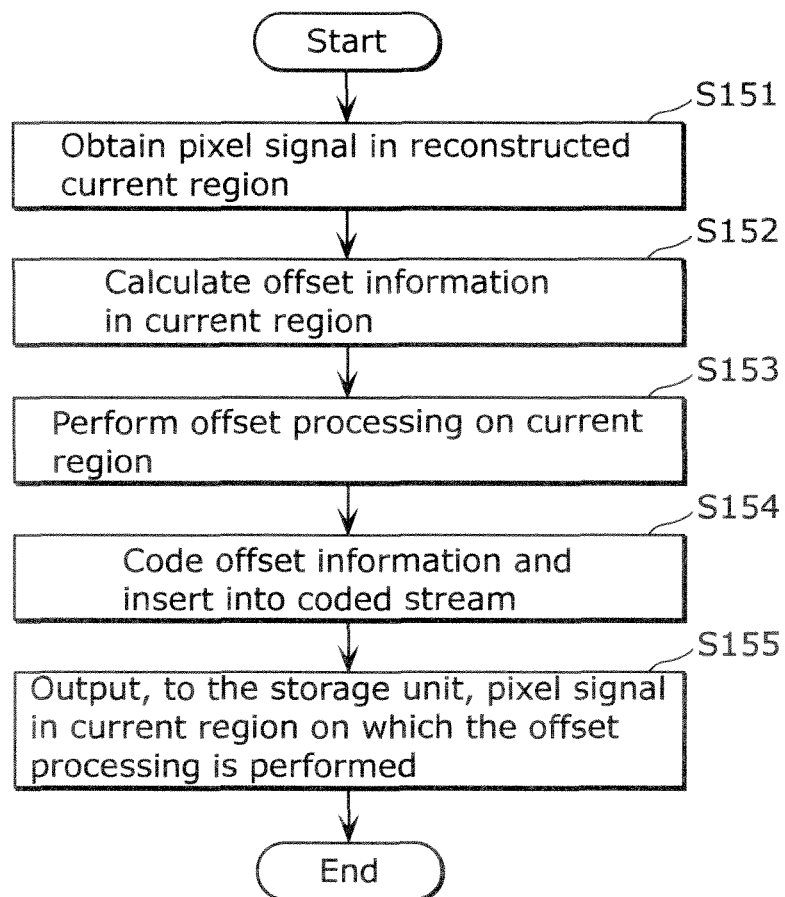 Start
S151
Obtain pixel signal in reconstructed
current region
S152
Calculate offset information
in current region
S153
Perform offset processing on current
region
S154
Code offset information and
insert into coded stream
S155
Output, to the storage unit, pixel signal
in current region on which the offset
processing is performed
End